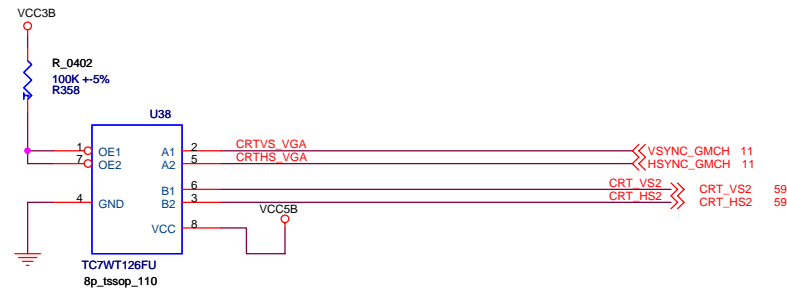 VCC3B
R_0402
100K +-5%
R358
U38
1 OE1 A1 2 CRTVS_VGA VSYNC_GMCH 11
7 OE2 A2 5 CRTHS_VGA HSYNC_GMCH 11
B1 6 CRT_VS2 CRT_VS2 59
4 GND B2 3 CRT_HS2 CRT_HS2 59
VCC5B
VCC 8
TC7WT126FU
8p_tssop_110